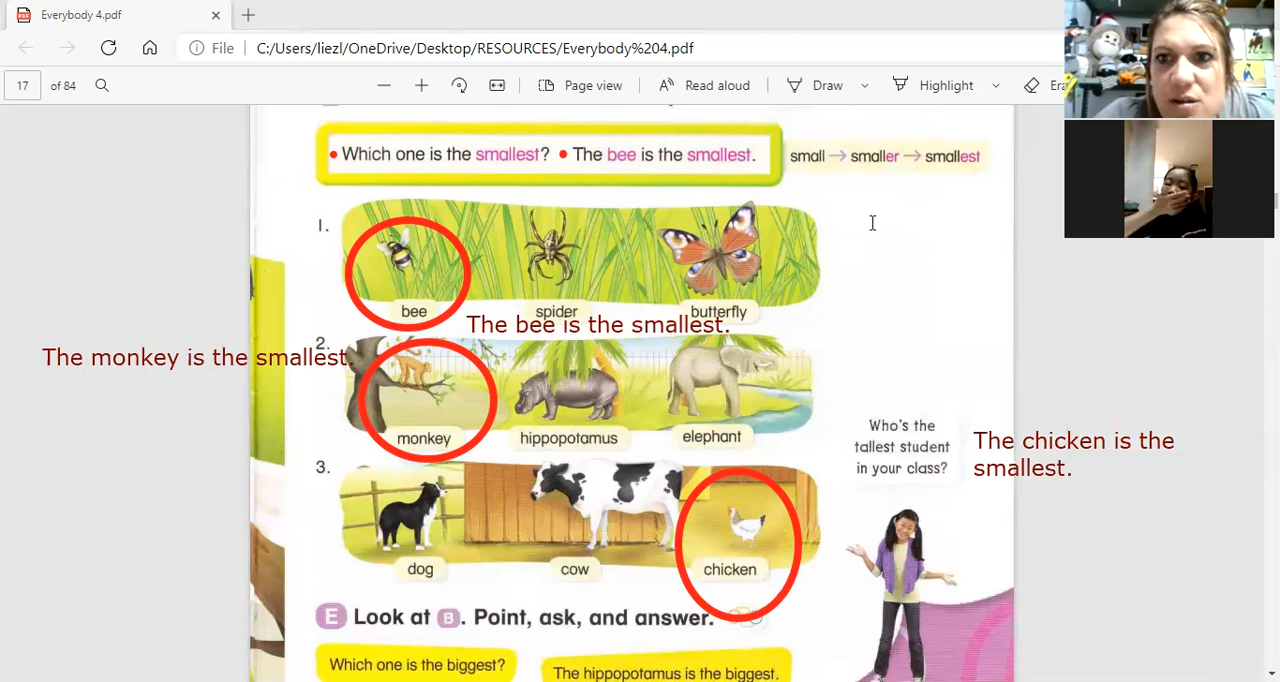 Everybody 4.pdf
File
C:/Users/liezl/OneDrive/Desktop/RESOURCES/Everybody%204.pdf
17 of 84
Page view
Read aloud
Draw
Highlight
• Which one is the smallest? • The bee is the smallest.
small → smaller → smallest
1.
bee
spider
butterfly
The bee is the smallest.
2.
The monkey is the smallest.
monkey
hippopotamus
elephant
Who's the
tallest student
in your class?
The chicken is the
smallest.
3.
dog
cow
chicken
E Look at B. Point, ask, and answer.
Which one is the biggest?
The hippopotamus is the biggest.